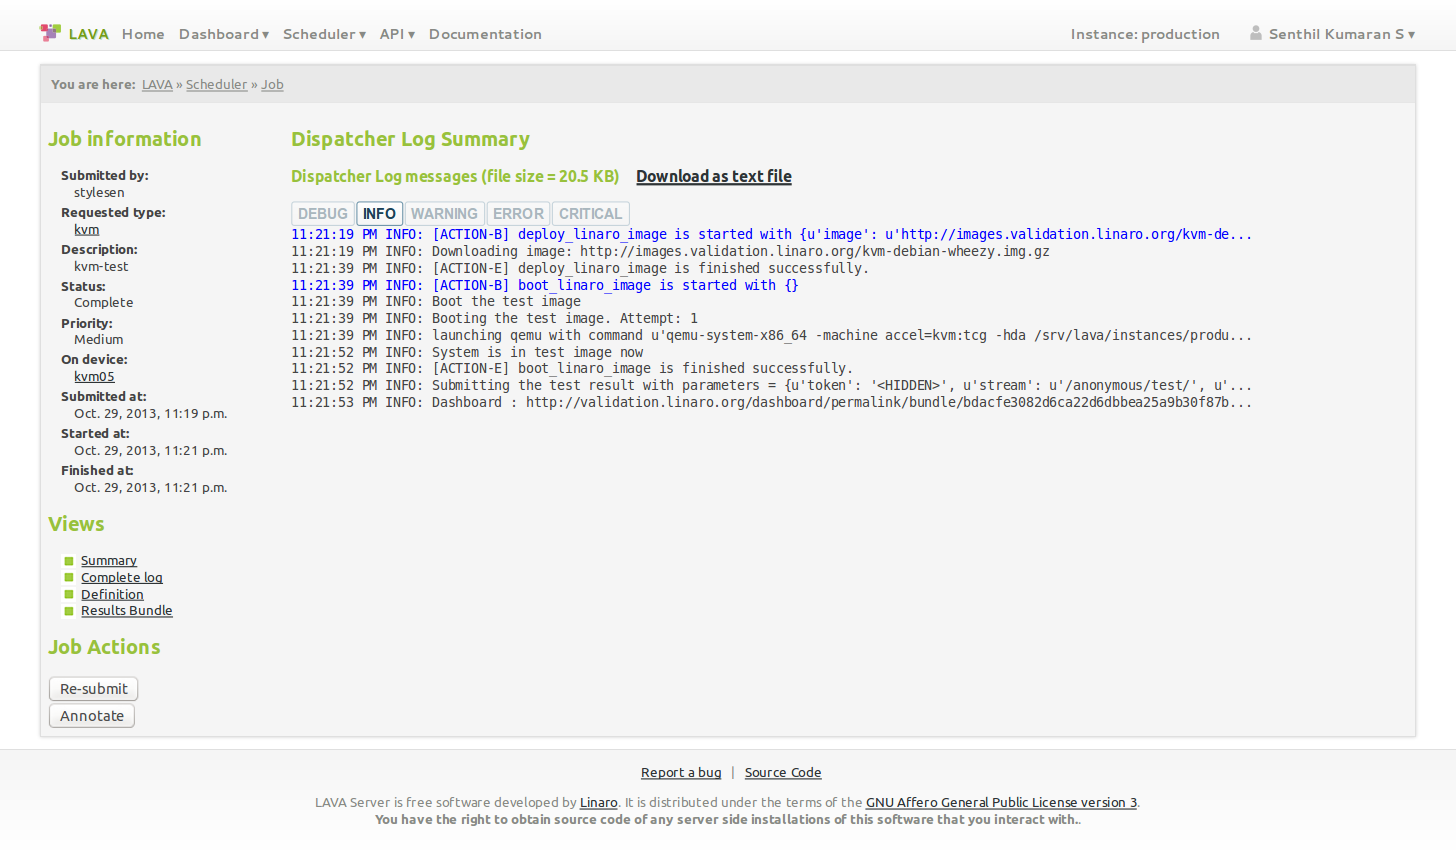 LAVA Home Dashboard ▾ Scheduler ▾ API ▾ Documentation Instance: production Senthil Kumaran S ▾
You are here: LAVA » Scheduler » Job
Job information
Submitted by:
stylesen
Requested type:
kvm
Description:
kvm-test
Status:
Complete
Priority:
Medium
On device:
kvm05
Submitted at:
Oct. 29, 2013, 11:19 p.m.
Started at:
Oct. 29, 2013, 11:21 p.m.
Finished at:
Oct. 29, 2013, 11:21 p.m.
Views
Summary
Complete log
Definition
Results Bundle
Job Actions
Re-submit
Annotate
Dispatcher Log Summary
Dispatcher Log messages (file size = 20.5 KB) Download as text file
DEBUG INFO WARNING ERROR CRITICAL
11:21:19 PM INFO: [ACTION-B] deploy_linaro_image is started with {u'image': u'http://images.validation.linaro.org/kvm-de...
11:21:19 PM INFO: Downloading image: http://images.validation.linaro.org/kvm-debian-wheezy.img.gz
11:21:39 PM INFO: [ACTION-E] deploy_linaro_image is finished successfully.
11:21:39 PM INFO: [ACTION-B] boot_linaro_image is started with {}
11:21:39 PM INFO: Boot the test image
11:21:39 PM INFO: Booting the test image. Attempt: 1
11:21:39 PM INFO: launching qemu with command u'qemu-system-x86_64 -machine accel=kvm:tcg -hda /srv/lava/instances/produ...
11:21:52 PM INFO: System is in test image now
11:21:52 PM INFO: [ACTION-E] boot_linaro_image is finished successfully.
11:21:52 PM INFO: Submitting the test result with parameters = {u'token': '<HIDDEN>', u'stream': u'/anonymous/test/', u'...
11:21:53 PM INFO: Dashboard : http://validation.linaro.org/dashboard/permalink/bundle/bdacfe3082d6ca22d6dbbea25a9b30f87b...
Report a bug | Source Code
LAVA Server is free software developed by Linaro. It is distributed under the terms of the GNU Affero General Public License version 3.
You have the right to obtain source code of any server side installations of this software that you interact with..